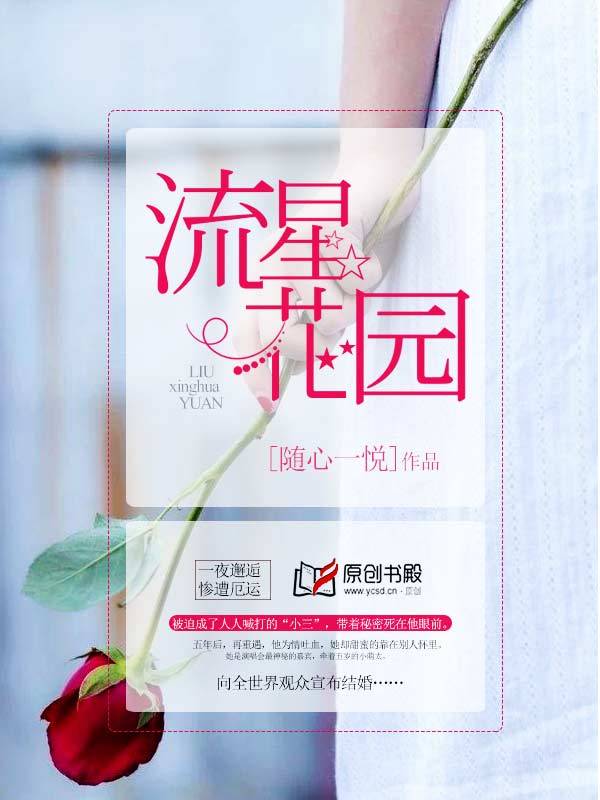 流星
花园
LIU
xinghua
YUAN
[随心一悦]作品
一夜邂逅
惨遭厄运
原创书殿
www.ycsd.cn·原创
被迫成了人人喊打的“小三”，带着秘密死在他眼前。
五年后，再重遇，他为情吐血，她却甜蜜的靠在别人怀里。
她是演唱会最神秘的嘉宾，牵着五岁的小萌太。
向全世界观众宣布结婚……